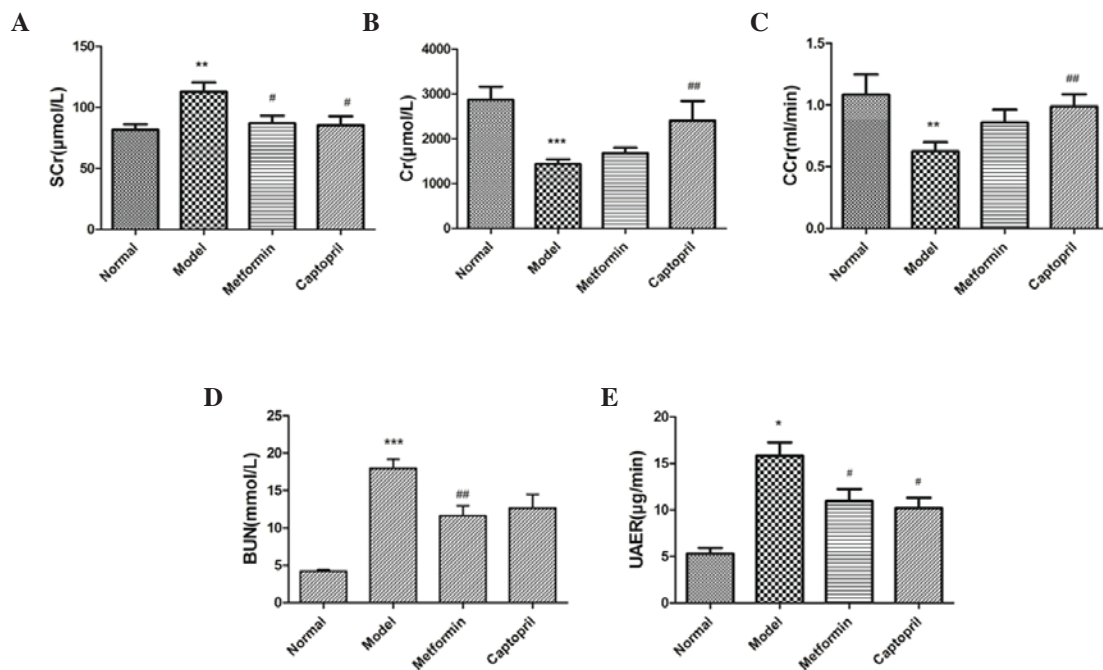 A
SCr(µmol/L)
150
100
50
0
**
#
#
Normal
Model
Metformin
Captopril
B
Cr(µmol/L)
4000
3000
2000
1000
0
***
##
Normal
Model
Metformin
Captopril
C
CCr(ml/min)
1.5
1.0
0.5
0.0
**
##
Normal
Model
Metformin
Captopril
D
BUN(mmol/L)
25
20
15
10
5
0
***
##
Normal
Model
Metformin
Captopril
E
UAER(µg/min)
20
15
10
5
0
*
#
#
Normal
Model
Metformin
Captopril